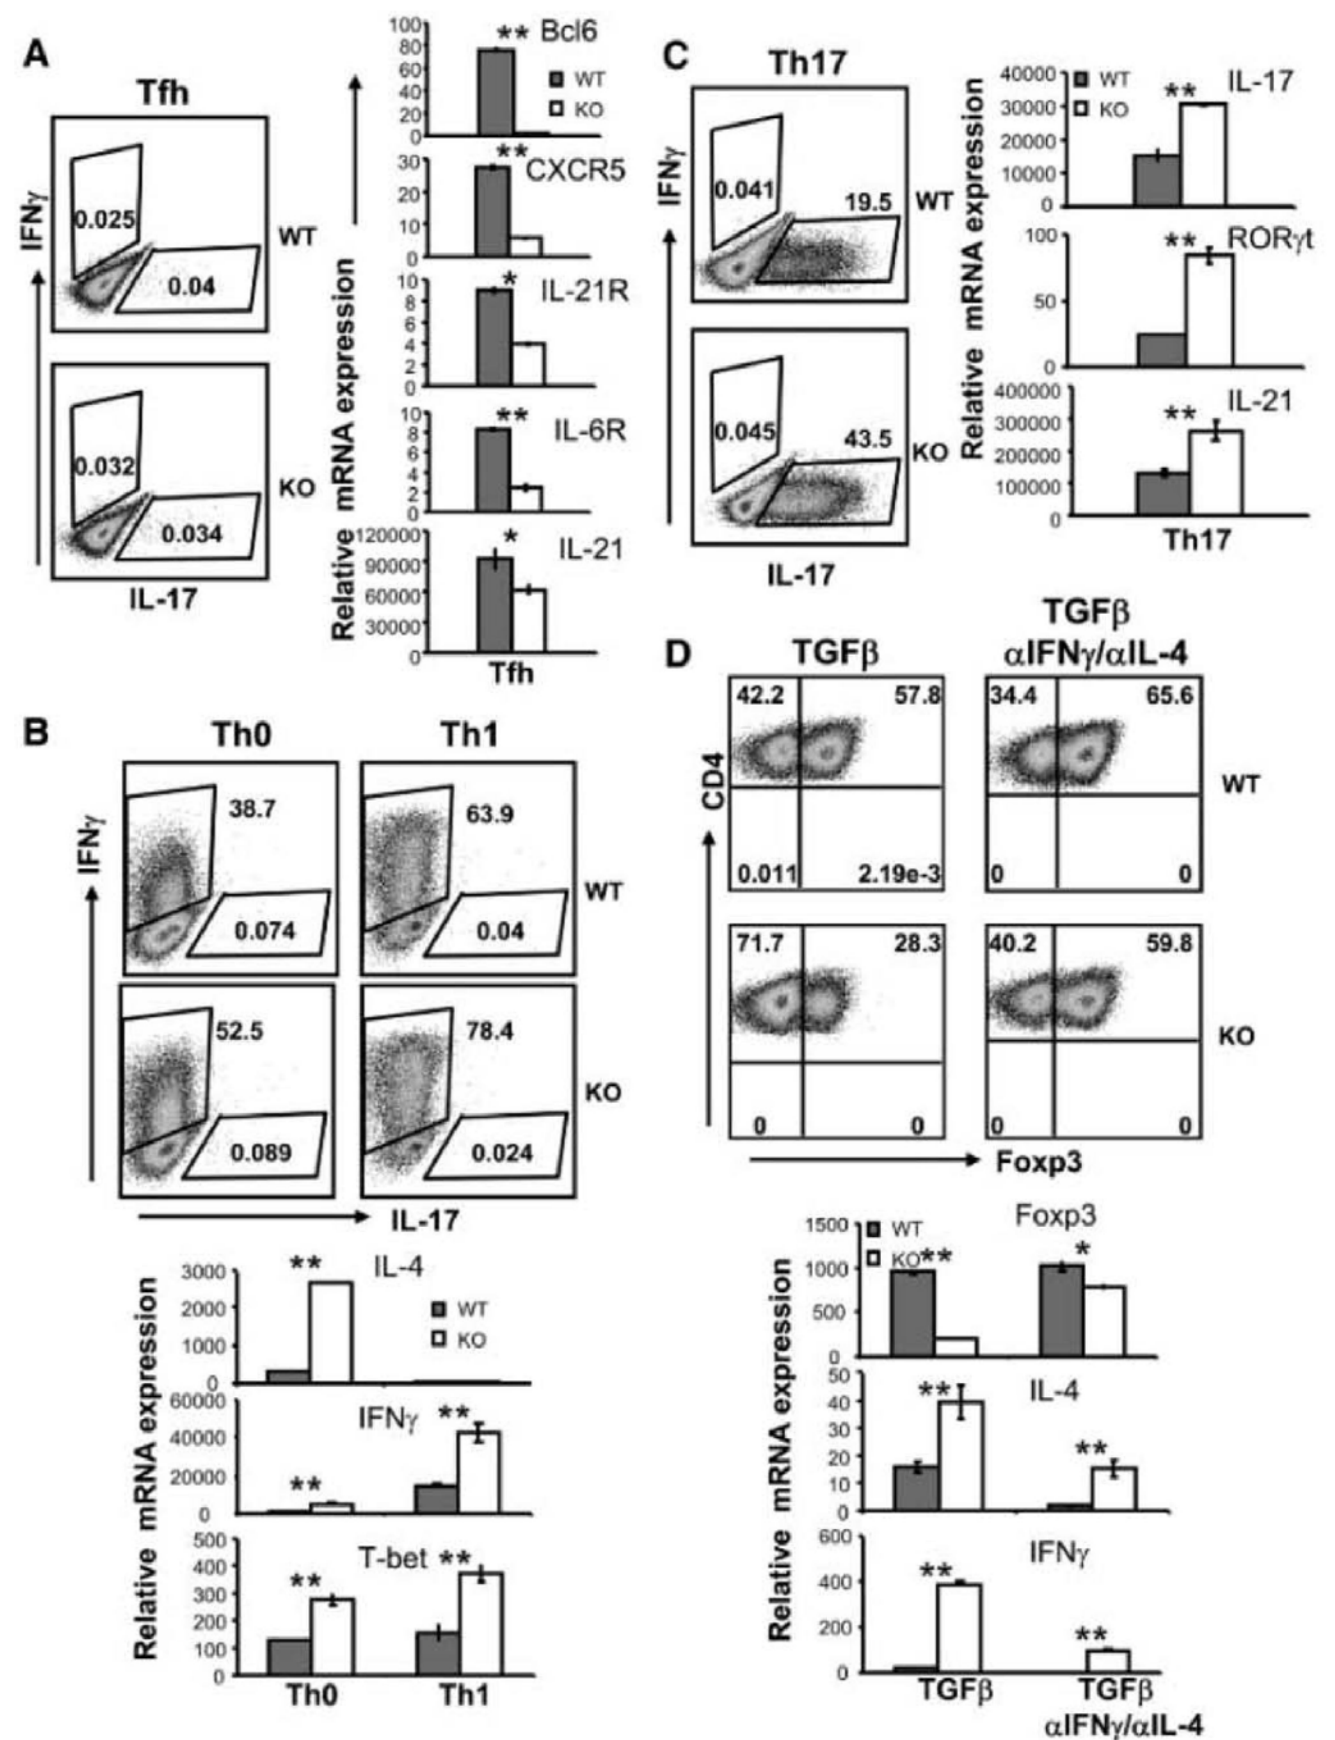 A
Tfh
IFNγ
0.025
0.04
WT
0.032
0.034
KO
IL-17
Relative mRNA expression
100
80
60
40
20
0
** Bcl6
WT
KO
30
20
10
0
** CXCR5
10
8
6
4
2
0
* IL-21R
10
8
6
4
2
0
** IL-6R
120000
90000
60000
30000
0
* IL-21
Tfh
B
Th0
Th1
IFNγ
38.7
0.074
63.9
0.04
WT
52.5
0.089
78.4
0.024
KO
IL-17
Relative mRNA expression
3000
2000
1000
0
** IL-4
WT
KO
60000
40000
20000
0
**
IFNγ **
500
400
300
200
100
0
**
T-bet **
Th0
Th1
C
Th17
IFNγ
0.041
19.5
WT
0.045
43.5
KO
IL-17
Relative mRNA expression
40000
30000
20000
10000
0
WT
KO
** IL-17
100
50
0
** RORγt
400000
300000
200000
100000
0
** IL-21
Th17
D
TGFβ
TGFβ
αIFNγ/αIL-4
CD4
42.2
57.8
0.011
2.19e-3
34.4
65.6
0
0
WT
71.7
28.3
0
0
40.2
59.8
0
0
KO
Foxp3
Relative mRNA expression
1500
1000
500
0
WT
KO
**
Foxp3
*
50
40
30
20
10
0
**
IL-4
**
600
400
200
0
**
IFNγ
**
TGFβ
TGFβ
αIFNγ/αIL-4